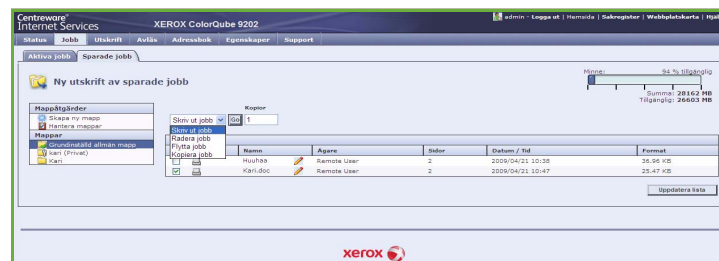 Centreware®
Internet Services
XEROX ColorQube 9202
admin - Logga ut | Hemsida | Sakregister | Webbplatskarta | Hjäl
Status Jobb Utskrift Avläs Adressbok Egenskaper Support
Aktiva jobb Sparade jobb
Ny utskrift av sparade jobb
Minne: 94 % tillgänglig
Summa: 28162 MB
Tillgänglig: 26603 MB
Mappåtgärder
Skapa ny mapp
Hantera mappar
Mappar
Grundinställd allmän mapp
kari (Privat)
Kari
Kopior
Skriv ut jobb Go 1
Skriv ut jobb
Radera jobb
Flytta jobb
Kopiera jobb
Namn Ägare Sidor Datum / Tid Format
Huuhaa Remote User 2 2009/04/21 10:38 36.96 KB
Kari.doc Remote User 2 2009/04/21 10:47 25.47 KB
Uppdatera lista
xerox